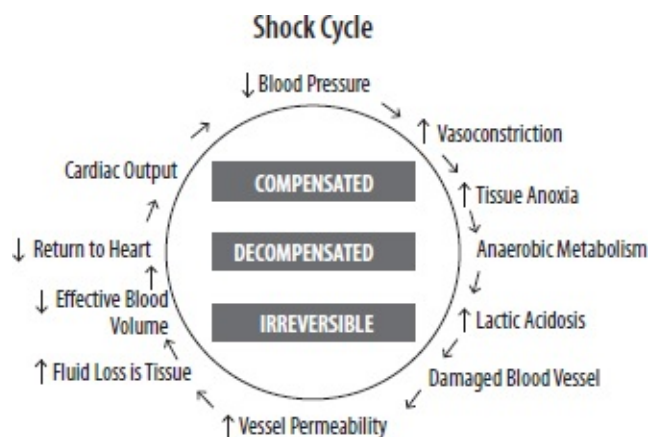 Shock Cycle
↓ Blood Pressure
↑ Vasoconstriction
↑ Tissue Anoxia
Anaerobic Metabolism
↑ Lactic Acidosis
Damaged Blood Vessel
↑ Vessel Permeability
↑ Fluid Loss is Tissue
↓ Effective Blood
Volume
↓ Return to Heart
Cardiac Output
COMPENSATED
DECOMPENSATED
IRREVERSIBLE